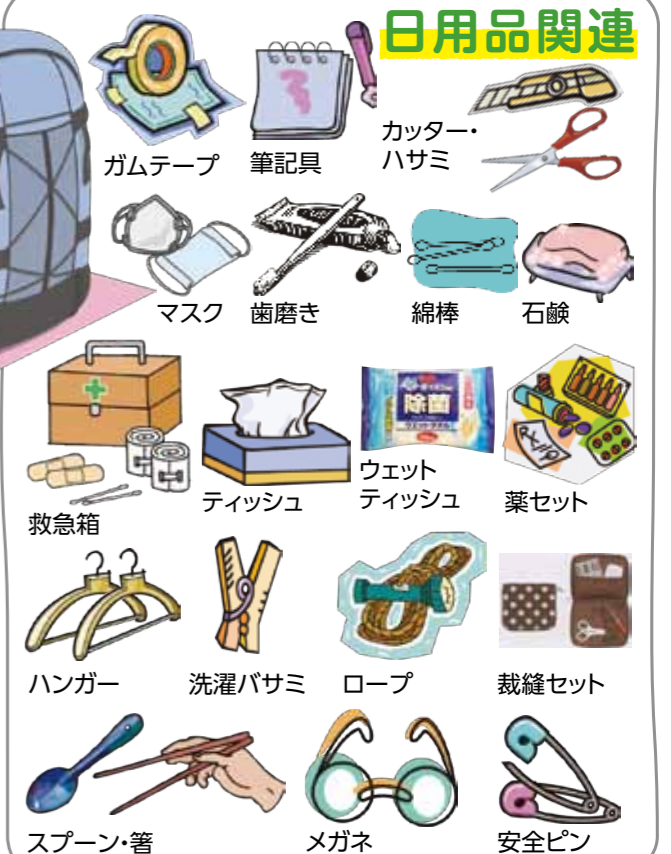 日用品関連
ガムテープ
筆記具
カッター・
ハサミ
マスク
歯磨き
綿棒
石鹸
救急箱
ティッシュ
除菌
ウェット
ティッシュ
薬セット
ハンガー
洗濯バサミ
ロープ
裁縫セット
スプーン・箸
メガネ
安全ピン